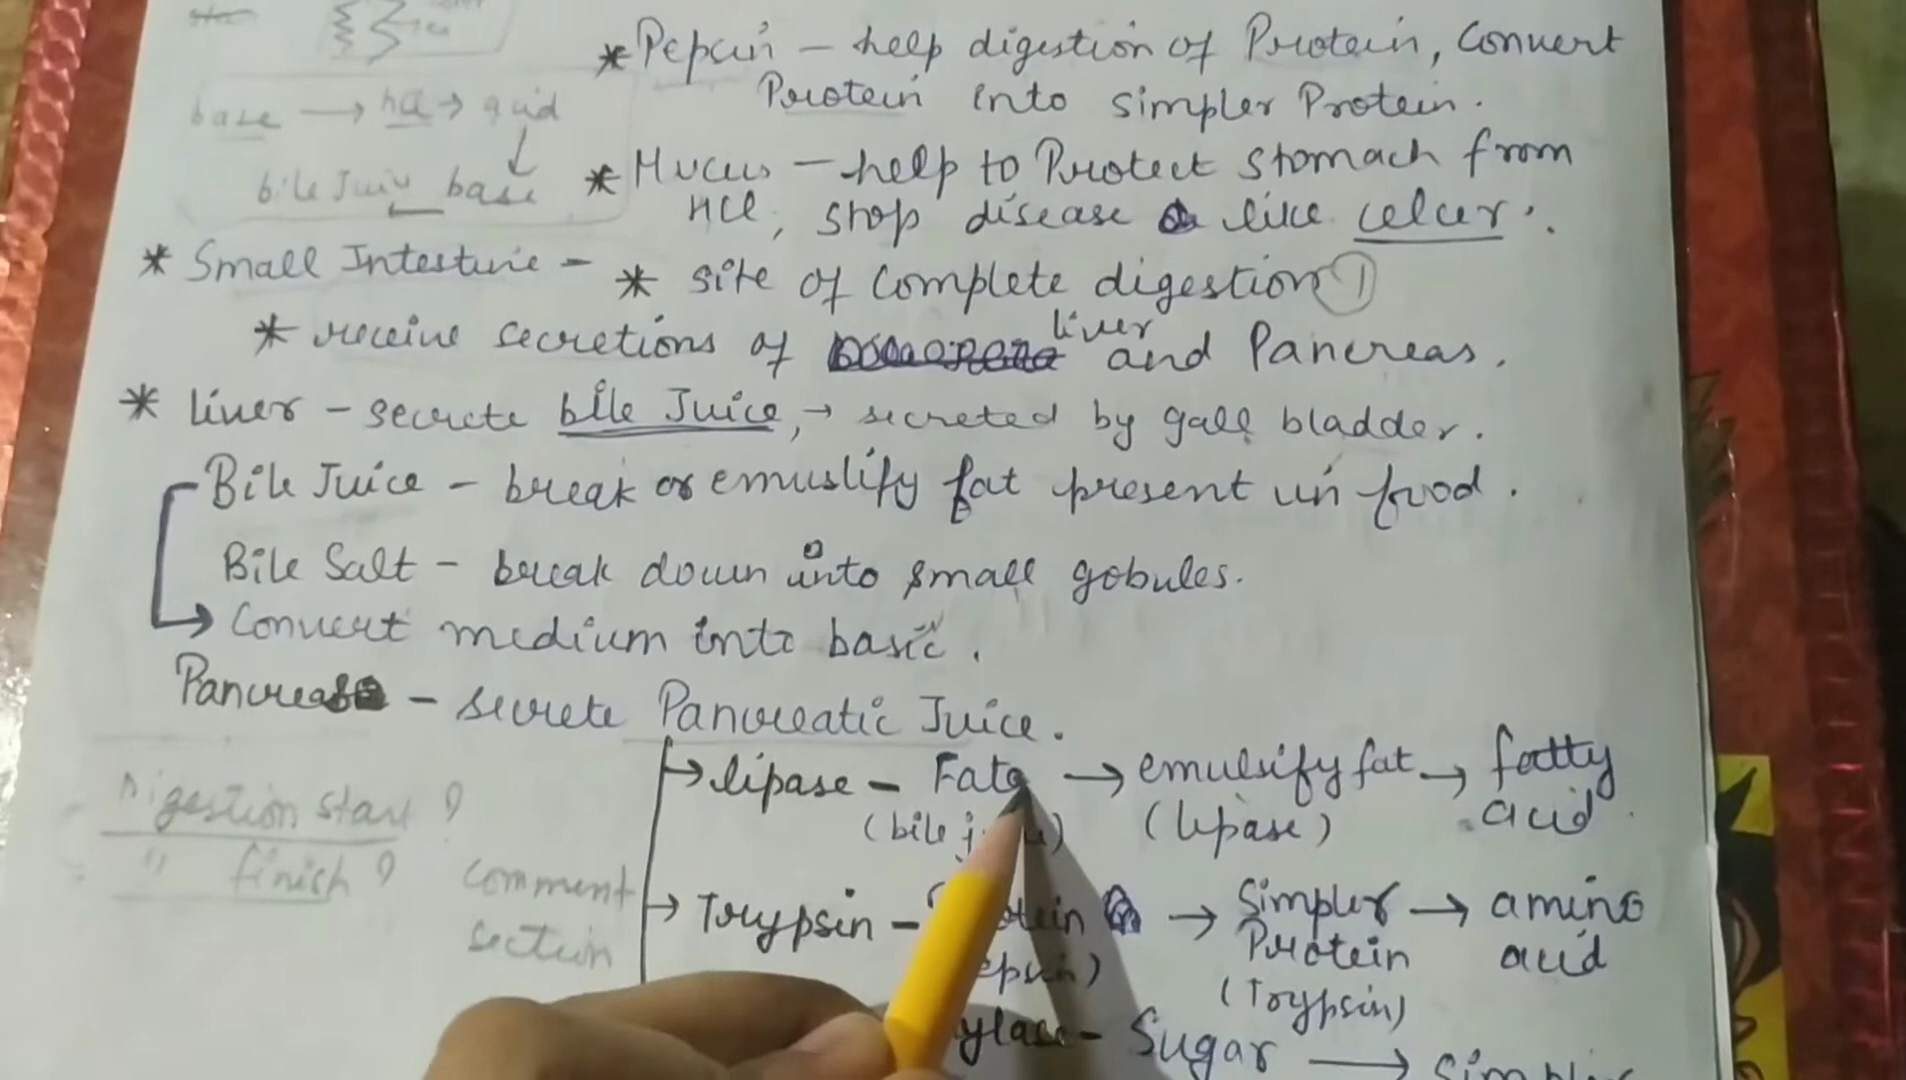 * Pepcin - help digestion of Protein, Convert
Protein into simpler Protein.
base → HCl → acid
↓
bile Juice base
* Mucus - help to Protect Stomach from
HCl, stop disease like celcer.
* Small Intestine - * site of Complete digestion 1
* receive secretions of liver and Pancreas.
* Liver - secrete bile Juice, → secreted by gall bladder.
Bile Juice - break or emuslify fat present in food.
Bile Salt - break down into small gobules.
→ Convert medium into basic.
Pancreas - secrete Pancreatic Juice.
→ lipase - Fats → emulsify fat → fatty
(bile (lipase) acid
Digestion start ?
" finish ?
comment
section
→ Trypsin - → Simpler → amino
Protein acid
(Trypsin)
Sugar →